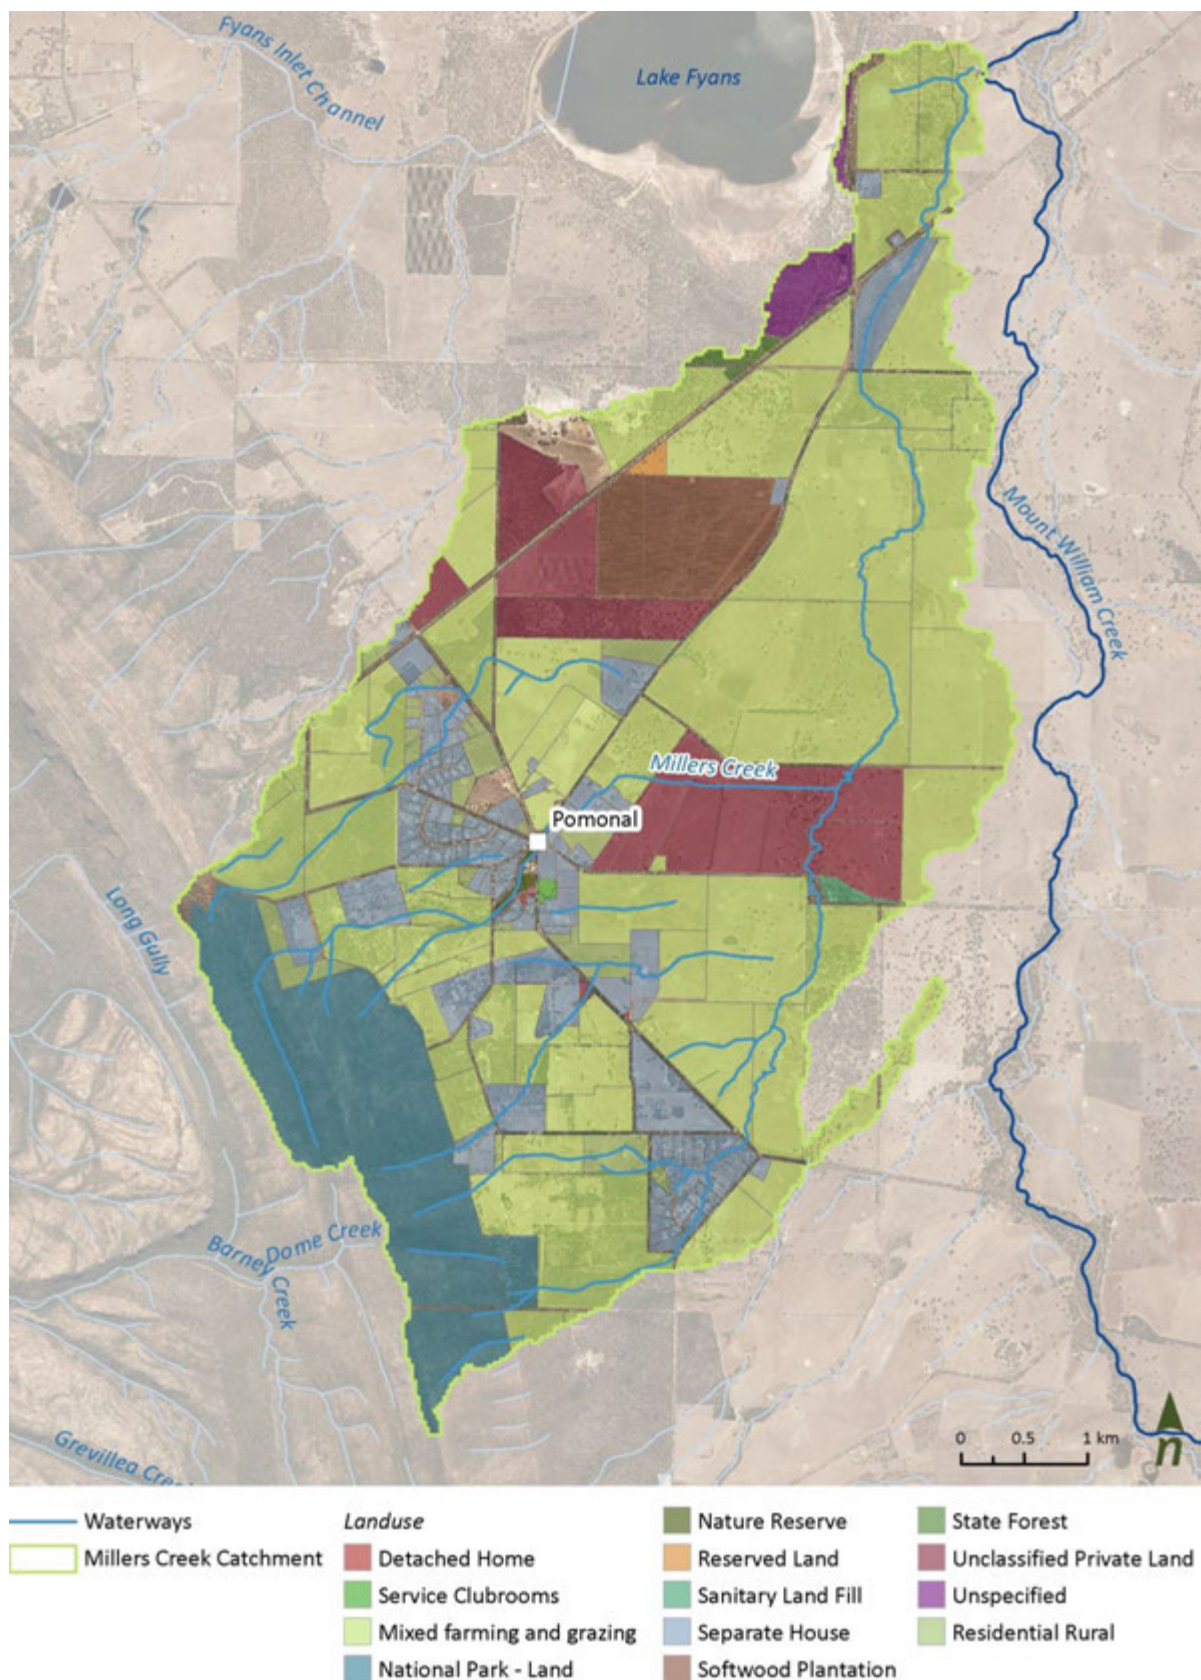 Fyans Inlet Channel
Lake Fyans
Mount William Creek
Millers Creek
Pomonal
Long Gully
Barney Creek
Dome Creek
Grevillea Creek
0 0.5 1 km
n
Waterways
Millers Creek Catchment
Landuse
Detached Home
Service Clubrooms
Mixed farming and grazing
National Park - Land
Nature Reserve
Reserved Land
Sanitary Land Fill
Separate House
Softwood Plantation
State Forest
Unclassified Private Land
Unspecified
Residential Rural